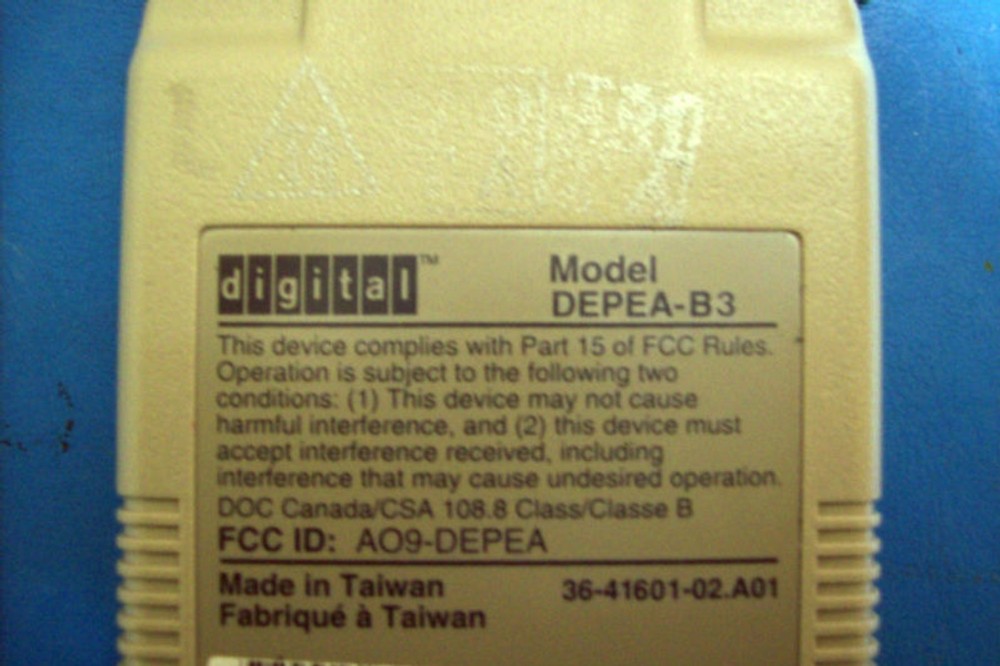 digital™
Model
DEPEA-B3
This device complies with Part 15 of FCC Rules.
Operation is subject to the following two
conditions: (1) This device may not cause
harmful interference, and (2) this device must
accept interference received, including
interference that may cause undesired operation.
DOC Canada/CSA 108.8 Class/Classe B
FCC ID: AO9-DEPEA
Made in Taiwan 36-41601-02.A01
Fabriqué à Taiwan